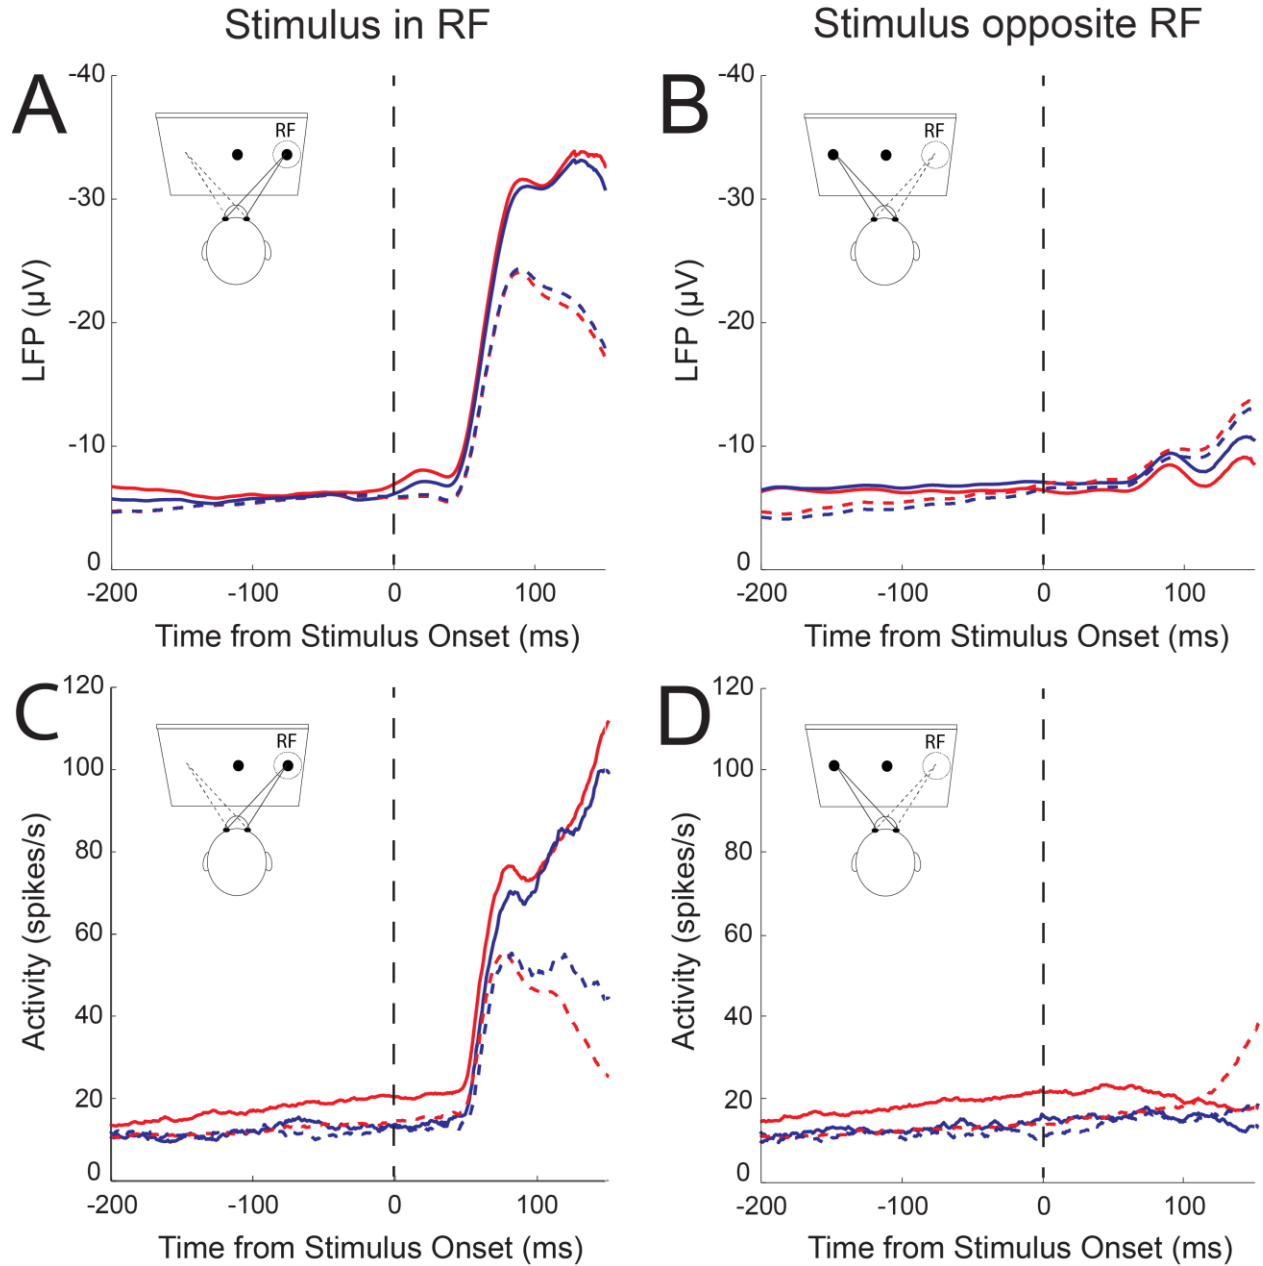 Stimulus in RF
Stimulus opposite RF
A
-40
-30
-20
-10
0
LFP (µV)
RF
-200
-100
0
100
Time from Stimulus Onset (ms)
B
-40
-30
-20
-10
0
LFP (µV)
RF
-200
-100
0
100
Time from Stimulus Onset (ms)
C
120
100
80
60
40
20
0
Activity (spikes/s)
RF
-200
-100
0
100
Time from Stimulus Onset (ms)
D
120
100
80
60
40
20
0
Activity (spikes/s)
RF
-200
-100
0
100
Time from Stimulus Onset (ms)